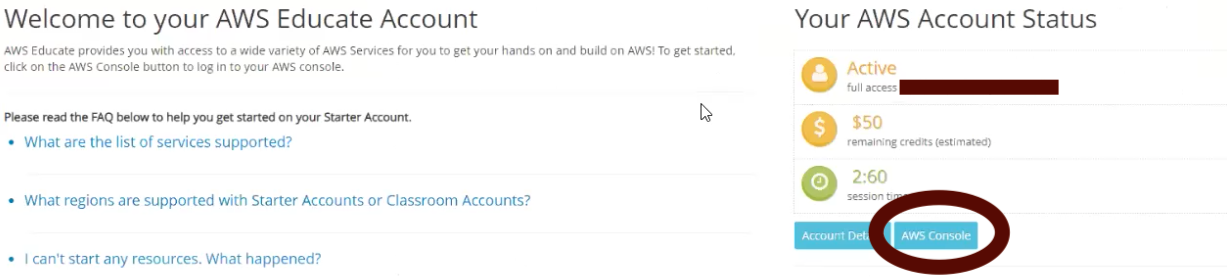 Welcome to your AWS Educate Account
AWS Educate provides you with access to a wide variety of AWS Services for you to get your hands on and build on AWS! To get started,
click on the AWS Console button to log in to your AWS console.
Please read the FAQ below to help you get started on your Starter Account.
• What are the list of services supported?
• What regions are supported with Starter Accounts or Classroom Accounts?
• I can't start any resources. What happened?
Your AWS Account Status
Active
full access
$50
remaining credits (estimated)
2:60
session
Account
AWS Console